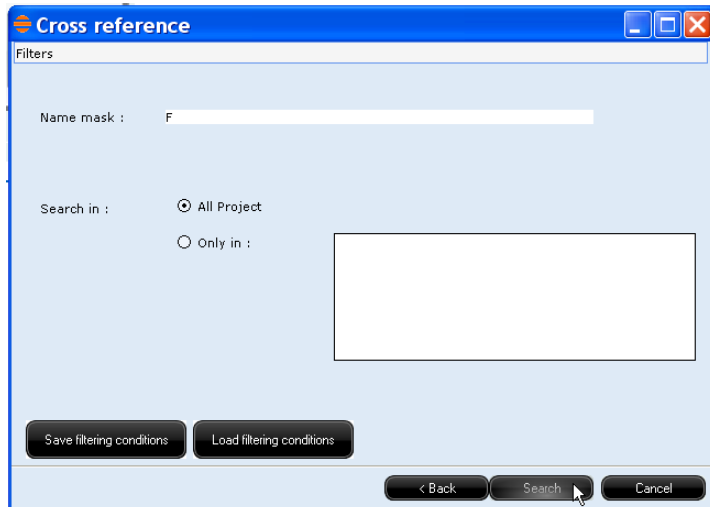 Cross reference
Filters
Name mask : F
Search in : All Project
Only in :
Save filtering conditions Load filtering conditions
< Back Search Cancel